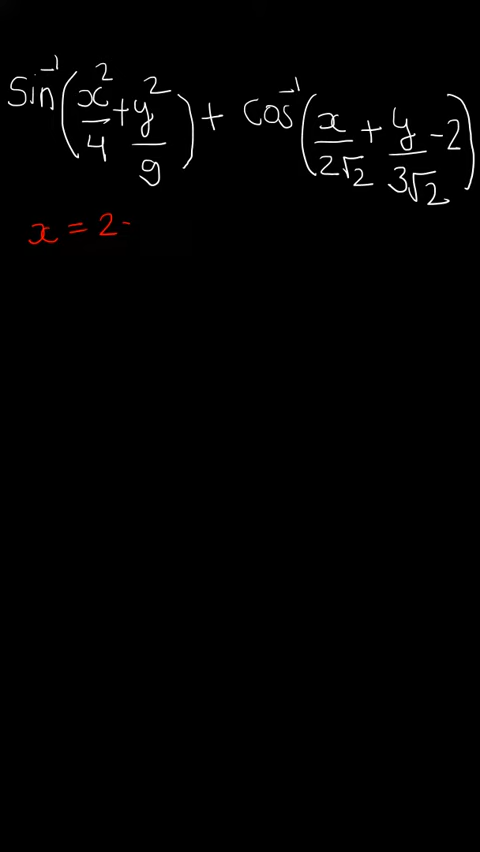 sin⁻¹(x²/4 + y²/9) + cos⁻¹(x/2√2 + y/3√2 - 2)
x = 2